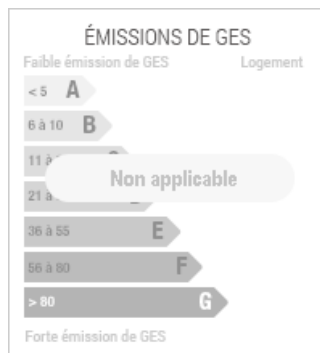 ÉMISSIONS DE GES
Faible émission de GES Logement
< 5 A
6 à 10 B
11 à
Non applicable
21 à
36 à 55 E
56 à 80 F
> 80 G
Forte émission de GES